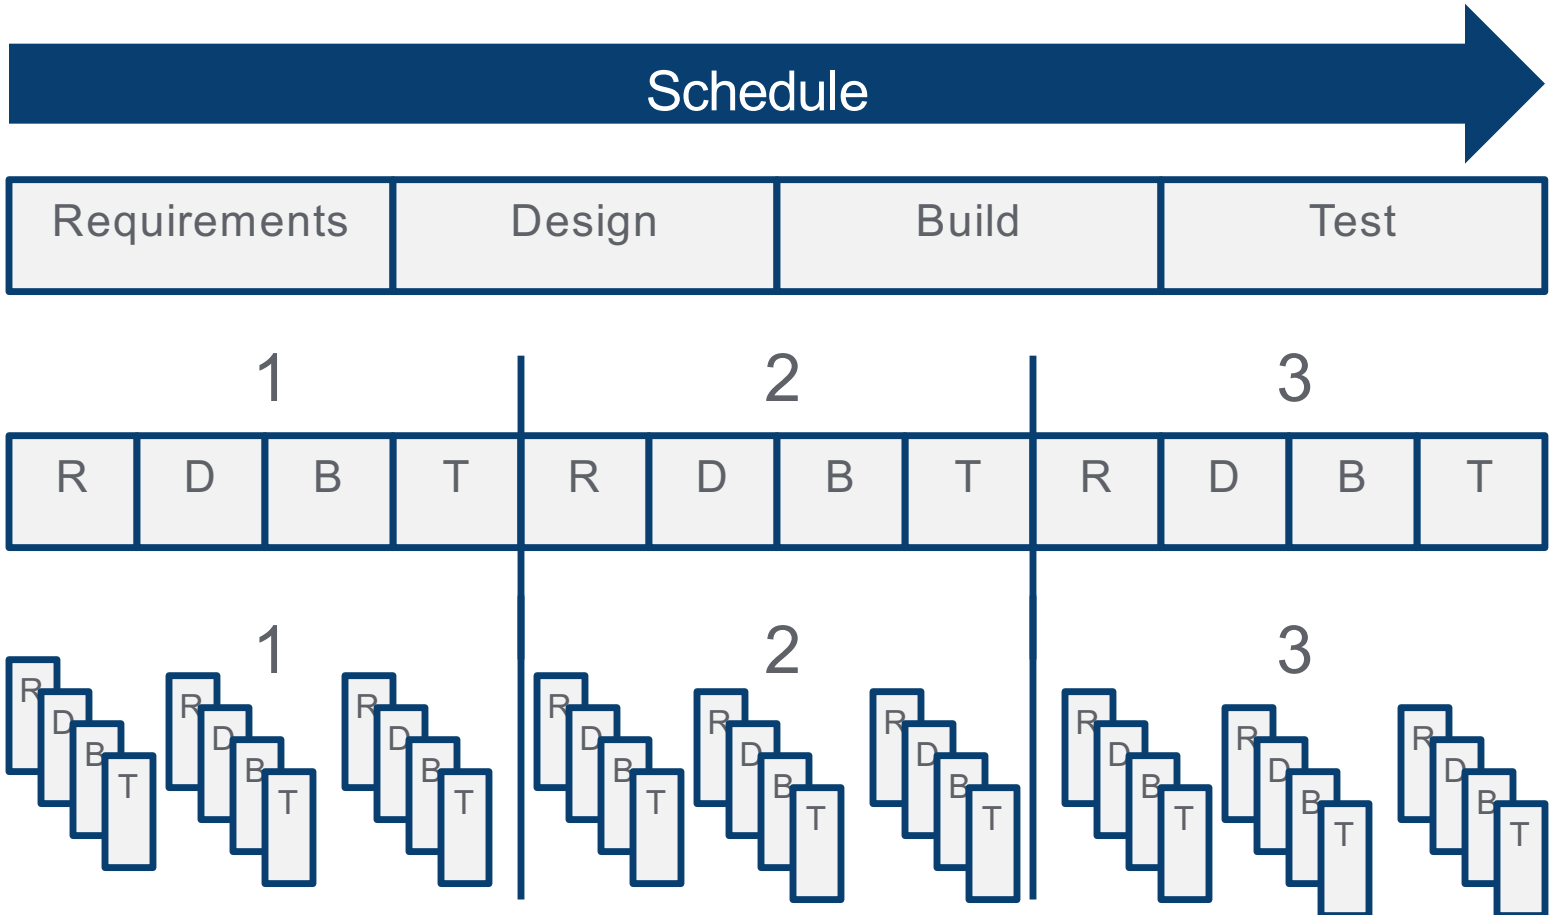 Schedule
Requirements Design Build Test
1 2 3
R D B T R D B T R D B T
1 2 3
R D B T R D B T R D B T R D B T R D B T R D B T R D B T R D B T R D B T